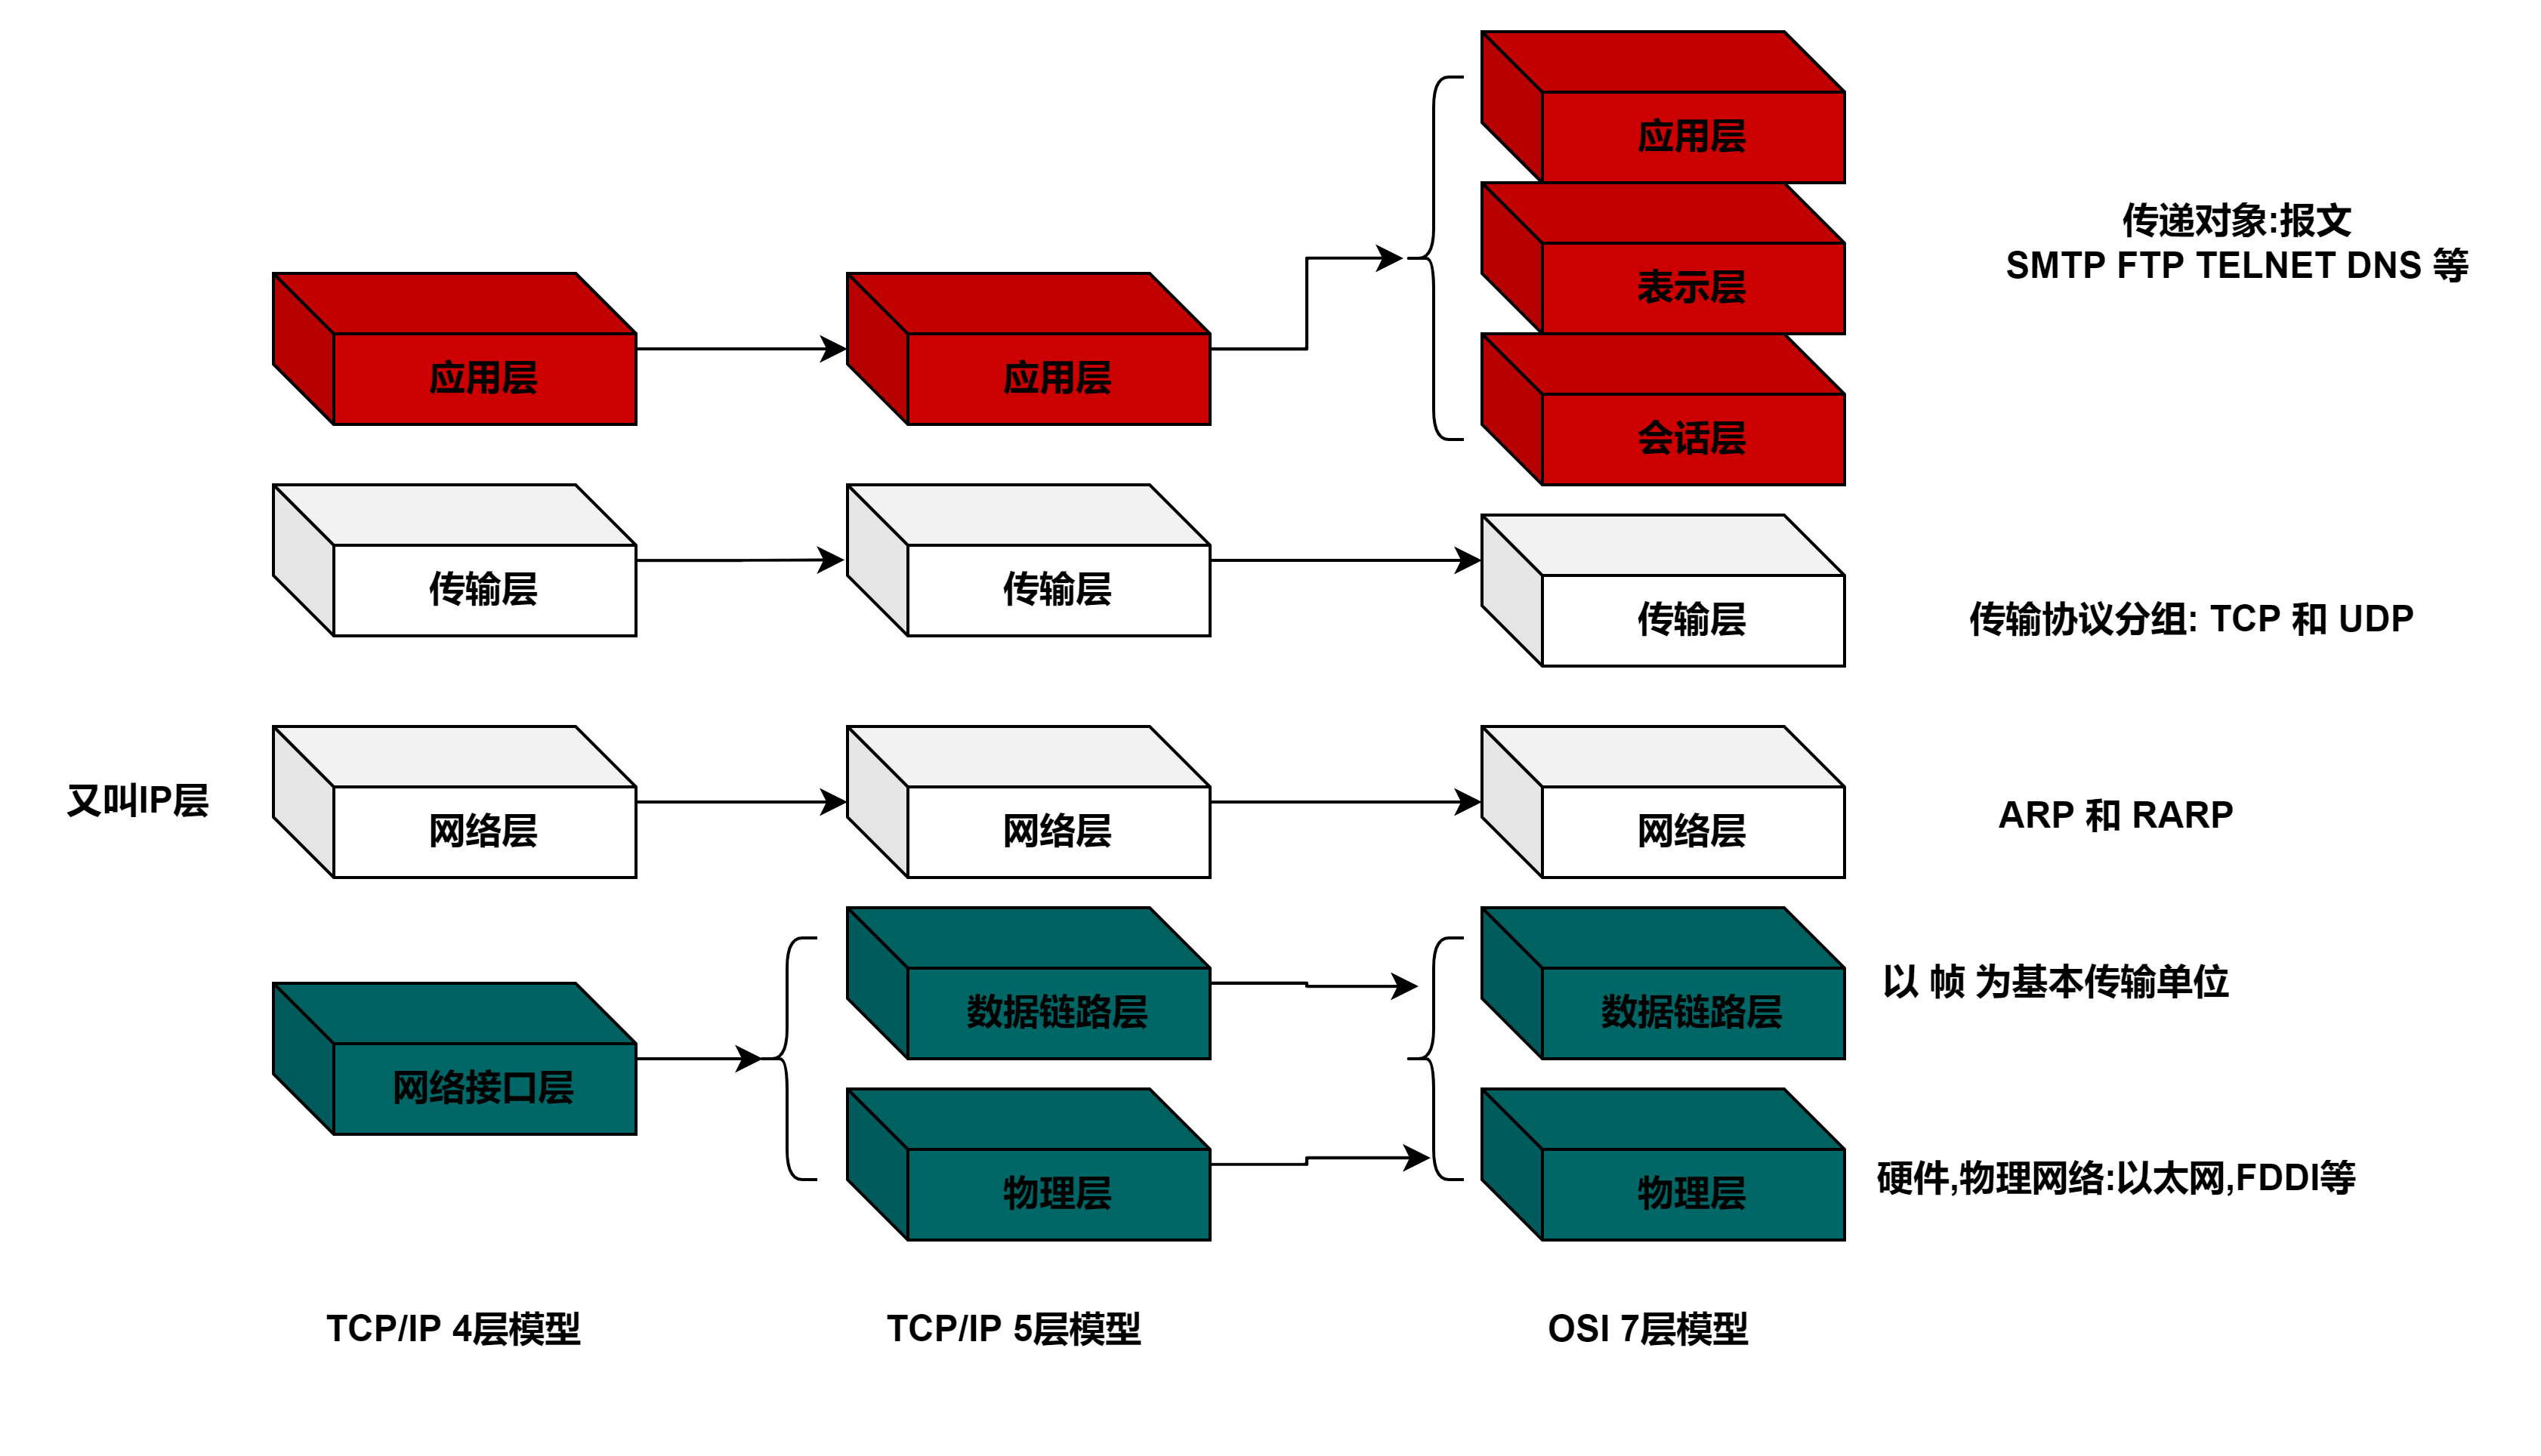 应用层
表示层
会话层
传递对象:报文
SMTP FTP TELNET DNS 等
应用层
应用层
传输层
传输层
传输层
传输协议分组: TCP 和 UDP
又叫IP层
网络层
网络层
网络层
ARP 和 RARP
网络接口层
数据链路层
数据链路层
以 帧 为基本传输单位
物理层
物理层
硬件,物理网络:以太网,FDDI等
TCP/IP 4层模型
TCP/IP 5层模型
OSI 7层模型